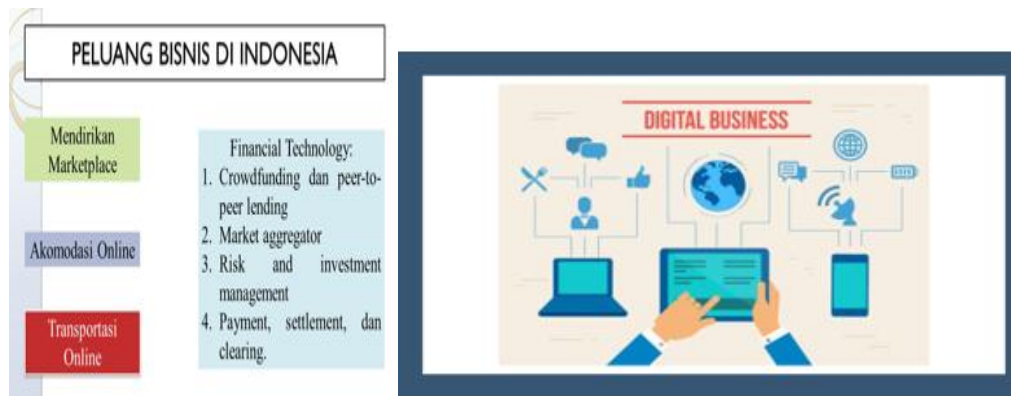 PELUANG BISNIS DI INDONESIA
Mendirikan
Marketplace
Akomodasi Online
Transportasi
Online
Financial Technology:
1. Crowdfunding dan peer-to-
peer lending
2. Market aggregator
3. Risk and investment
management
4. Payment, settlement, dan
clearing.
DIGITAL BUSINESS